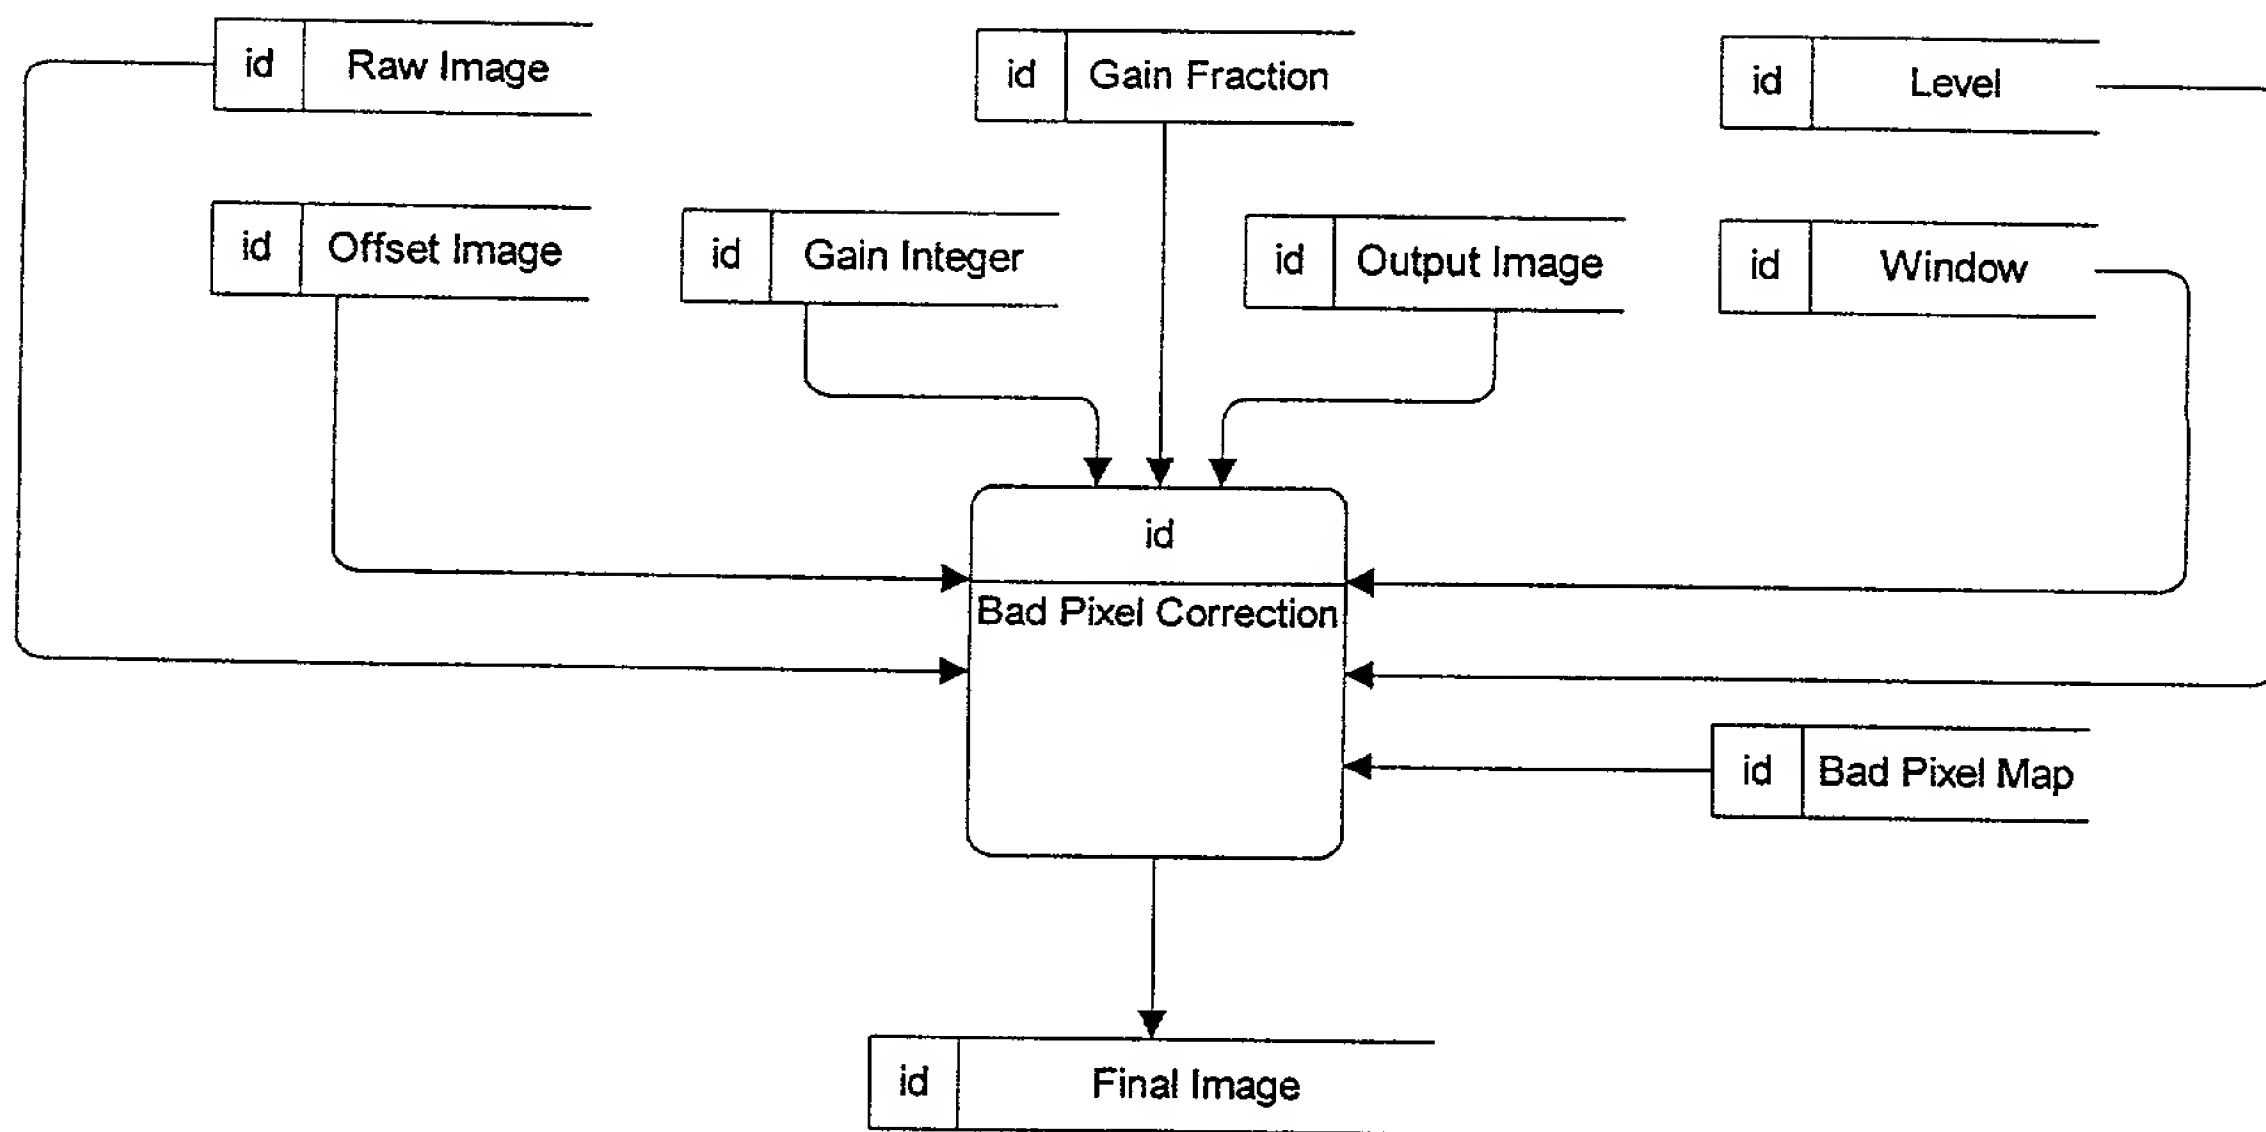 id Raw Image
id Gain Fraction
id Level
id Offset Image
id Gain Integer
id Output Image
id Window
id
Bad Pixel Correction
id Bad Pixel Map
id Final Image